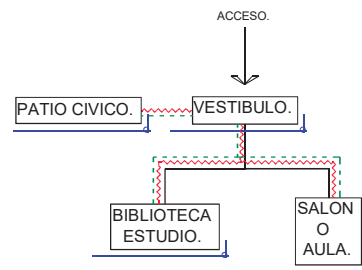 ACCESO.
PATIO CIVICO.
VESTIBULO.
BIBLIOTECA
ESTUDIO.
SALON
O
AULA.